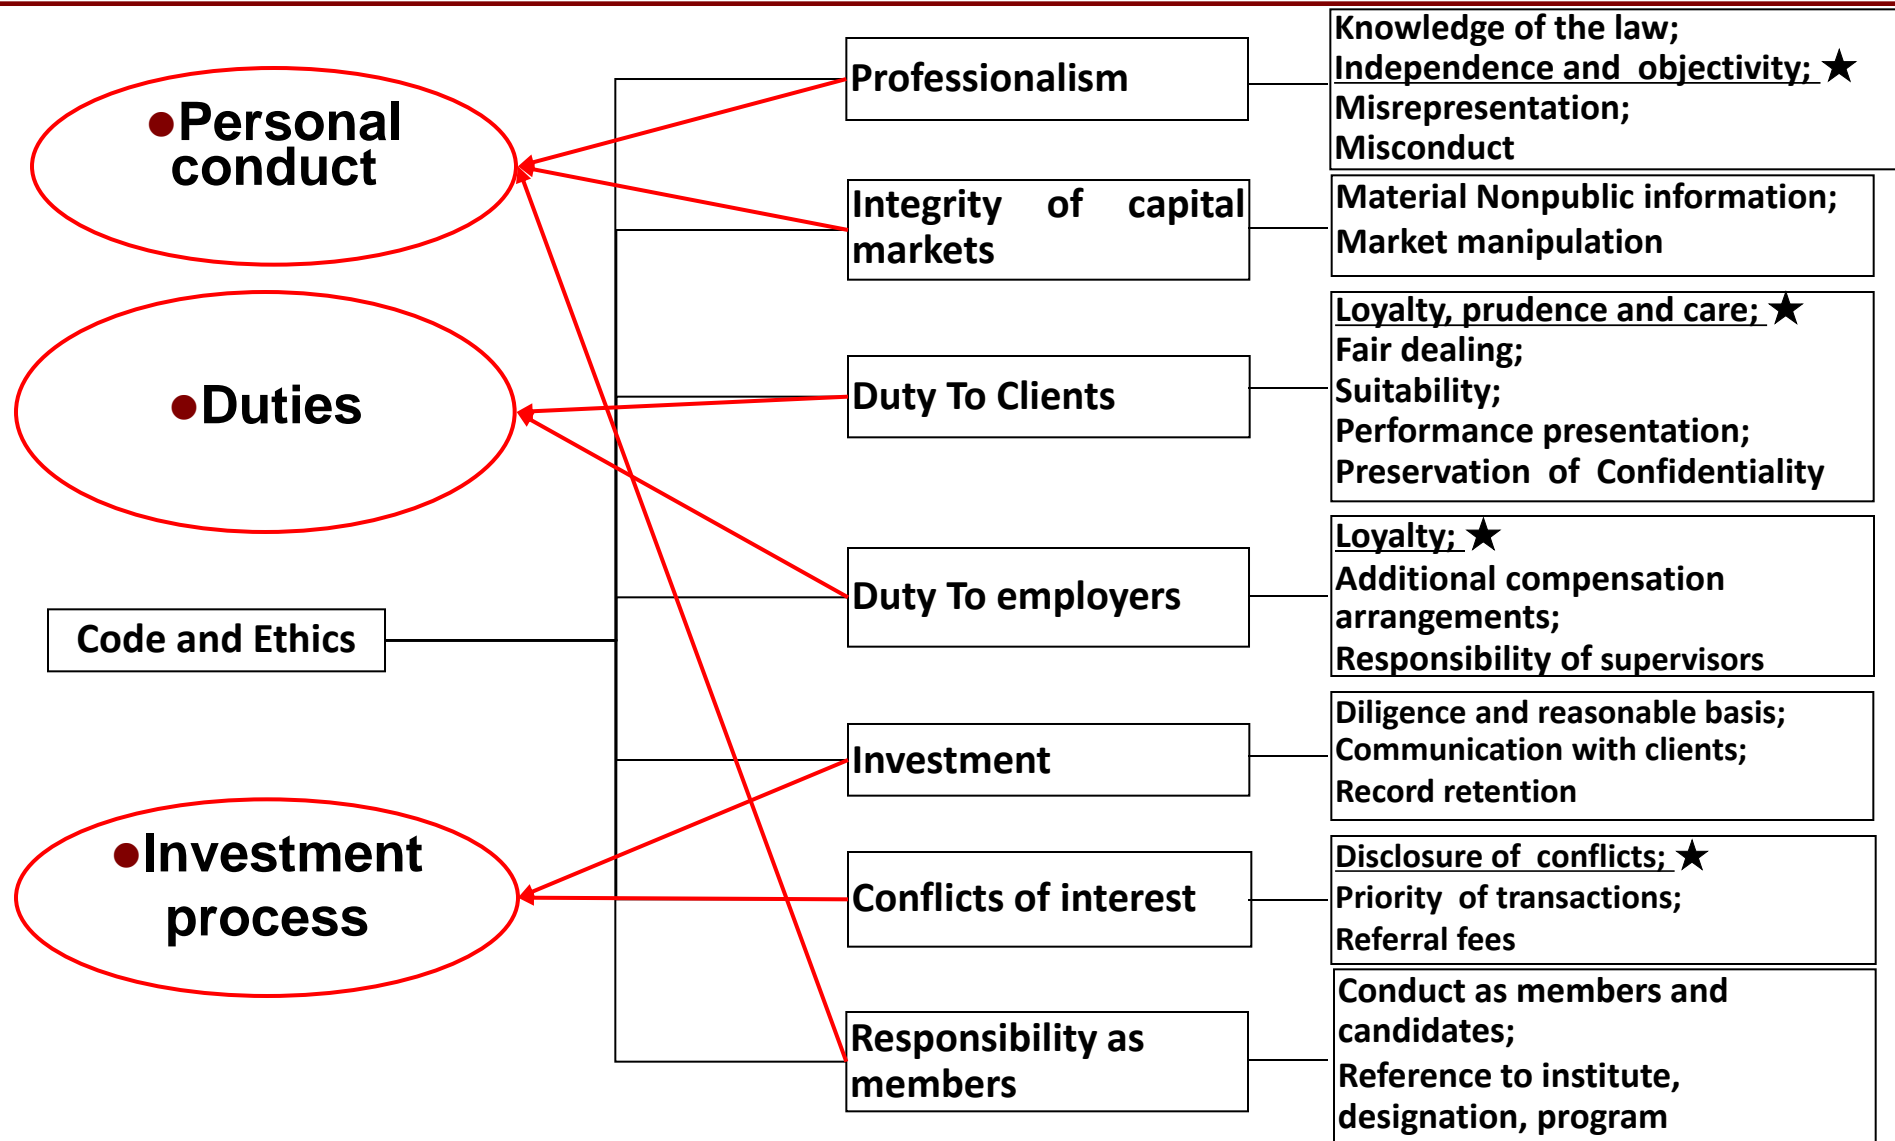 ●Personal
conduct
●Duties
Code and Ethics
●Investment
process
Professionalism
Knowledge of the law;
Independence and objectivity; ★
Misrepresentation;
Misconduct
Integrity of capital
markets
Material Nonpublic information;
Market manipulation
Duty To Clients
Loyalty, prudence and care; ★
Fair dealing;
Suitability;
Performance presentation;
Preservation of Confidentiality
Duty To employers
Loyalty; ★
Additional compensation
arrangements;
Responsibility of supervisors
Investment
Diligence and reasonable basis;
Communication with clients;
Record retention
Conflicts of interest
Disclosure of conflicts; ★
Priority of transactions;
Referral fees
Responsibility as
members
Conduct as members and
candidates;
Reference to institute,
designation, program